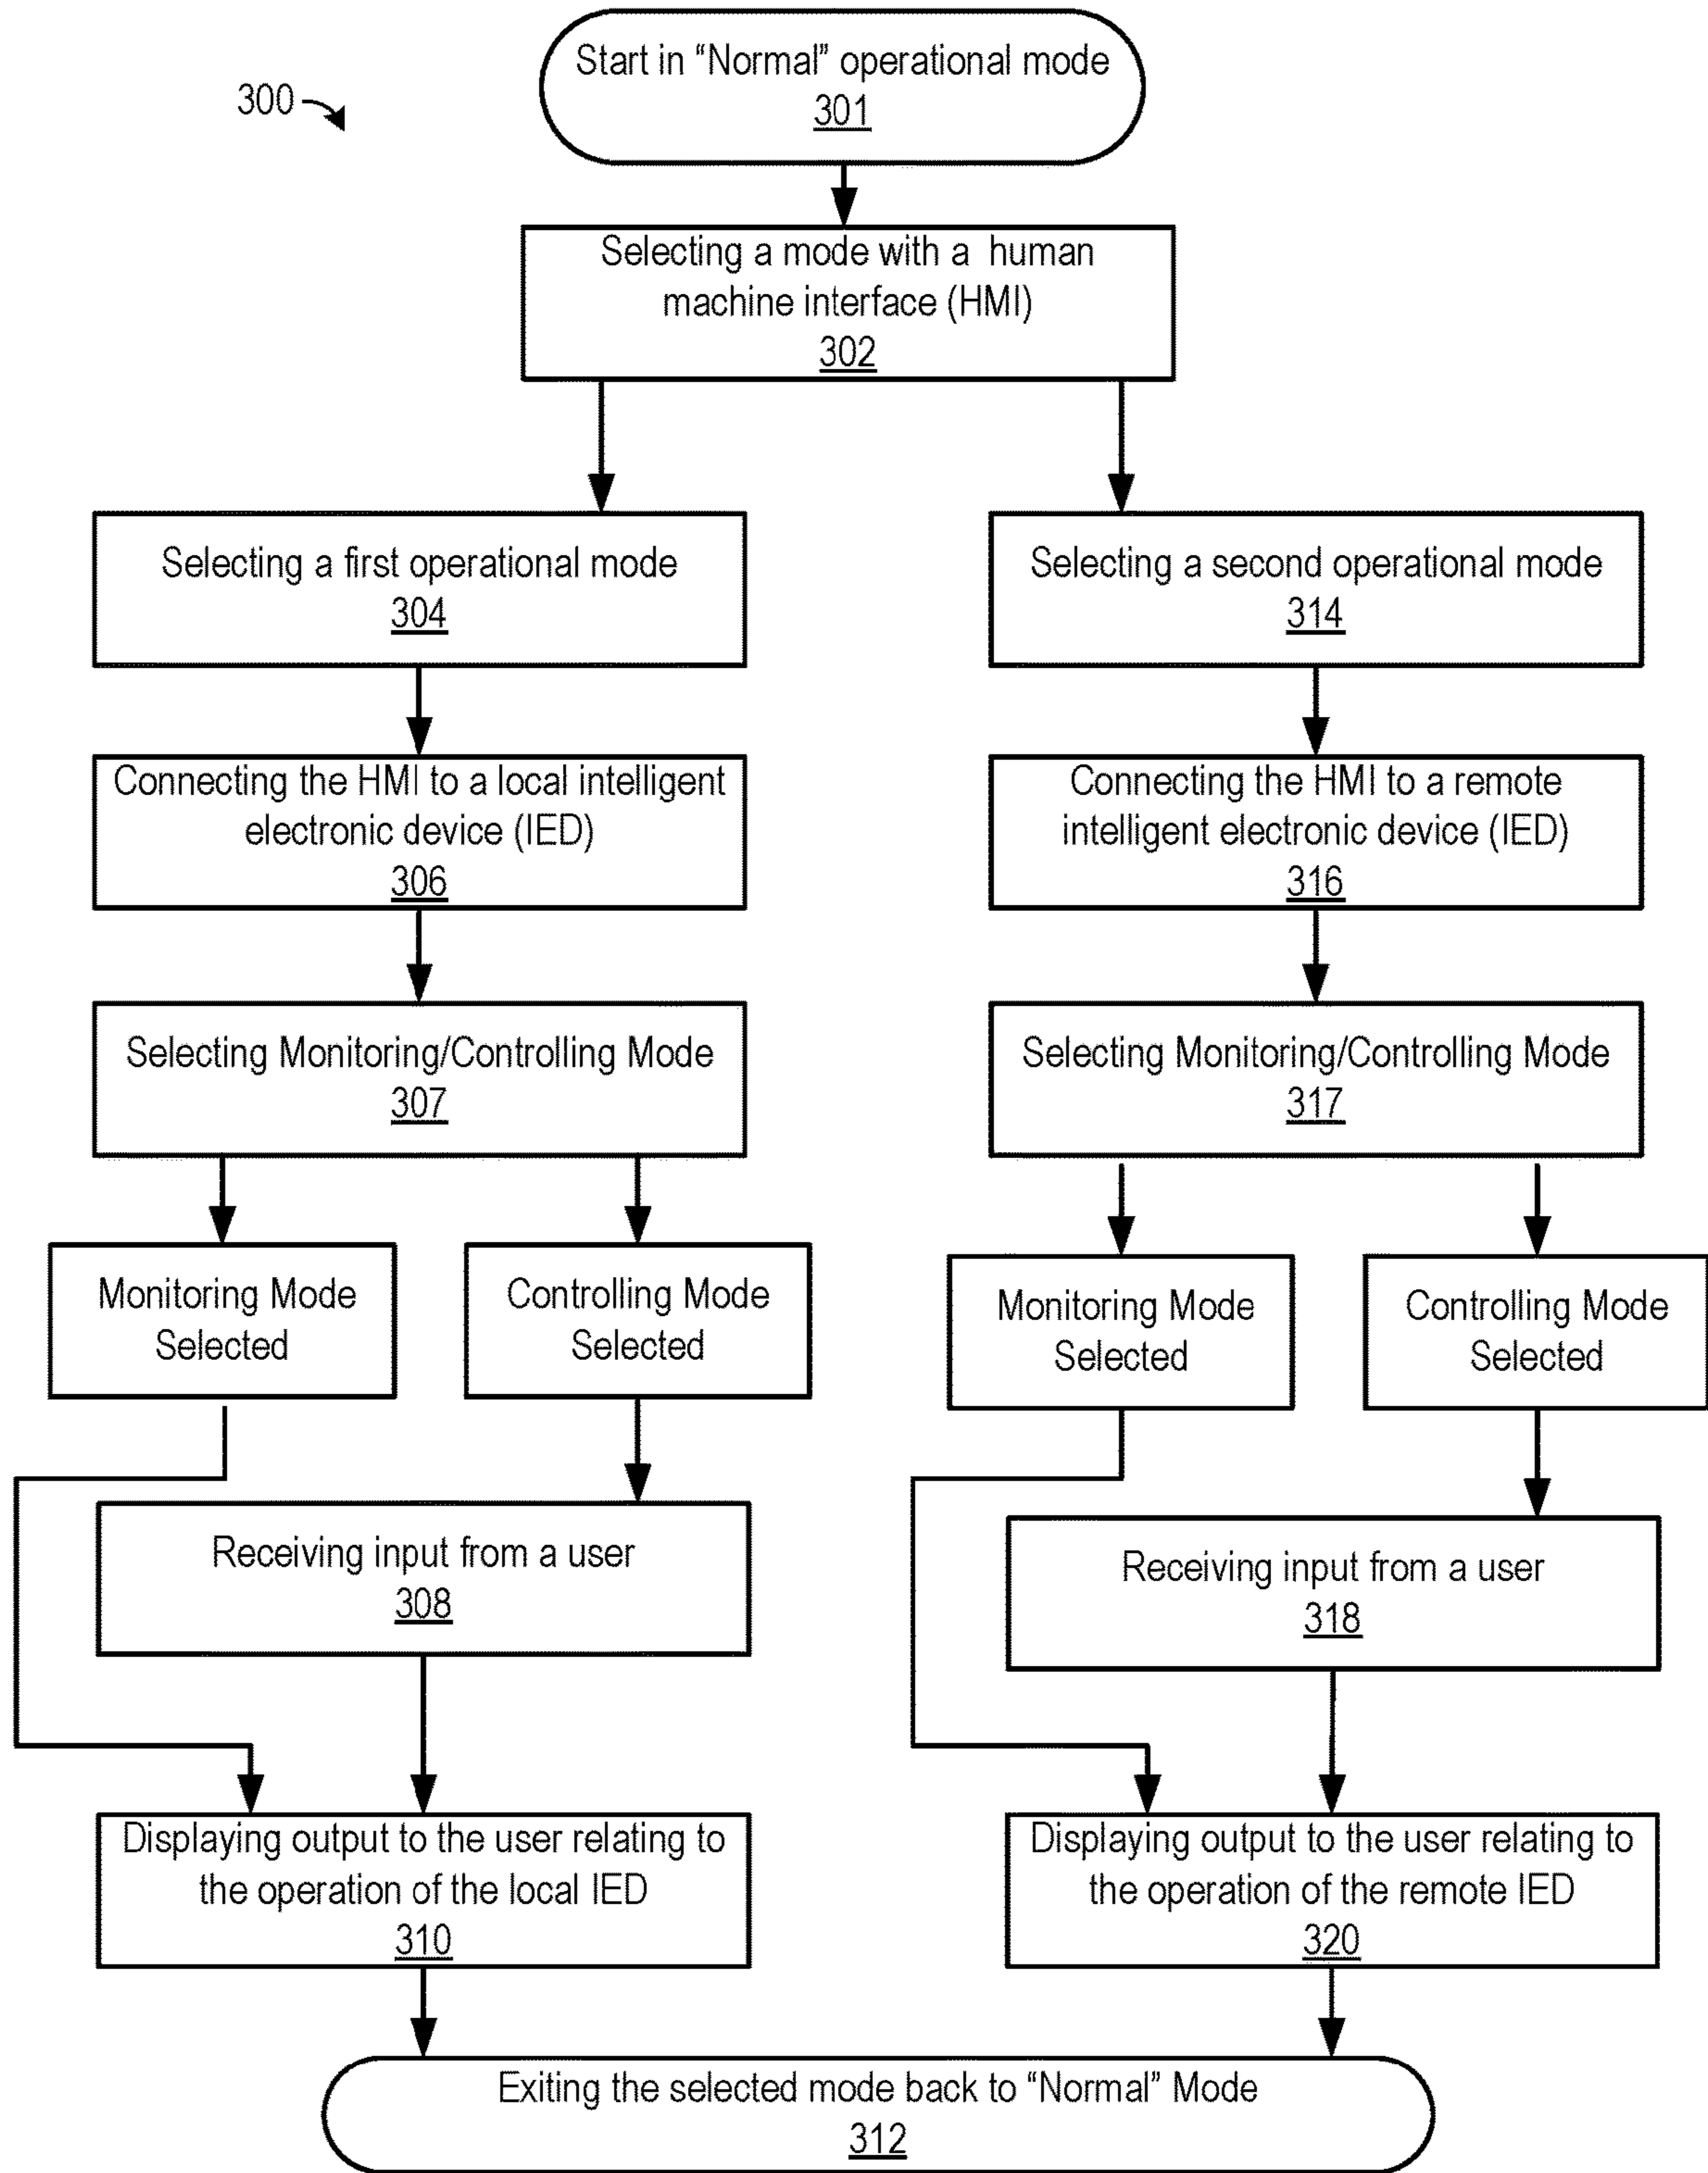 300
Start in “Normal” operational mode
301
Selecting a mode with a human
machine interface (HMI)
302
Selecting a first operational mode
304
Selecting a second operational mode
314
Connecting the HMI to a local intelligent
electronic device (IED)
306
Connecting the HMI to a remote
intelligent electronic device (IED)
316
Selecting Monitoring/Controlling Mode
307
Selecting Monitoring/Controlling Mode
317
Monitoring Mode
Selected
Controlling Mode
Selected
Monitoring Mode
Selected
Controlling Mode
Selected
Receiving input from a user
308
Receiving input from a user
318
Displaying output to the user relating to
the operation of the local IED
310
Displaying output to the user relating to
the operation of the remote IED
320
Exiting the selected mode back to “Normal” Mode
312